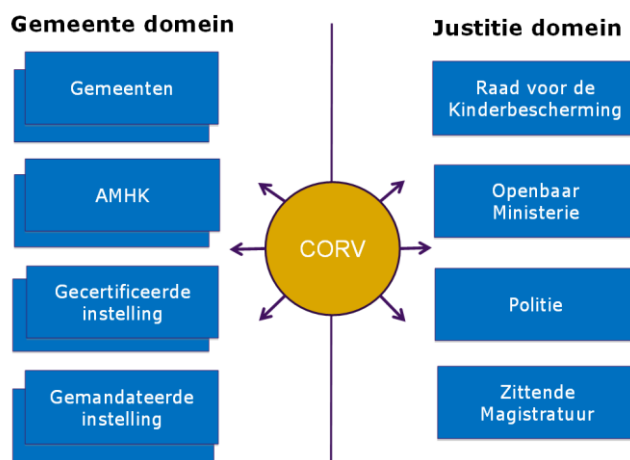 Gemeente domein
Gemeenten
AMHK
Gecertificeerde
instelling
Gemandateerde
instelling
CORV
Justitie domein
Raad voor de
Kinderbescherming
Openbaar
Ministerie
Politie
Zittende
Magistratuur